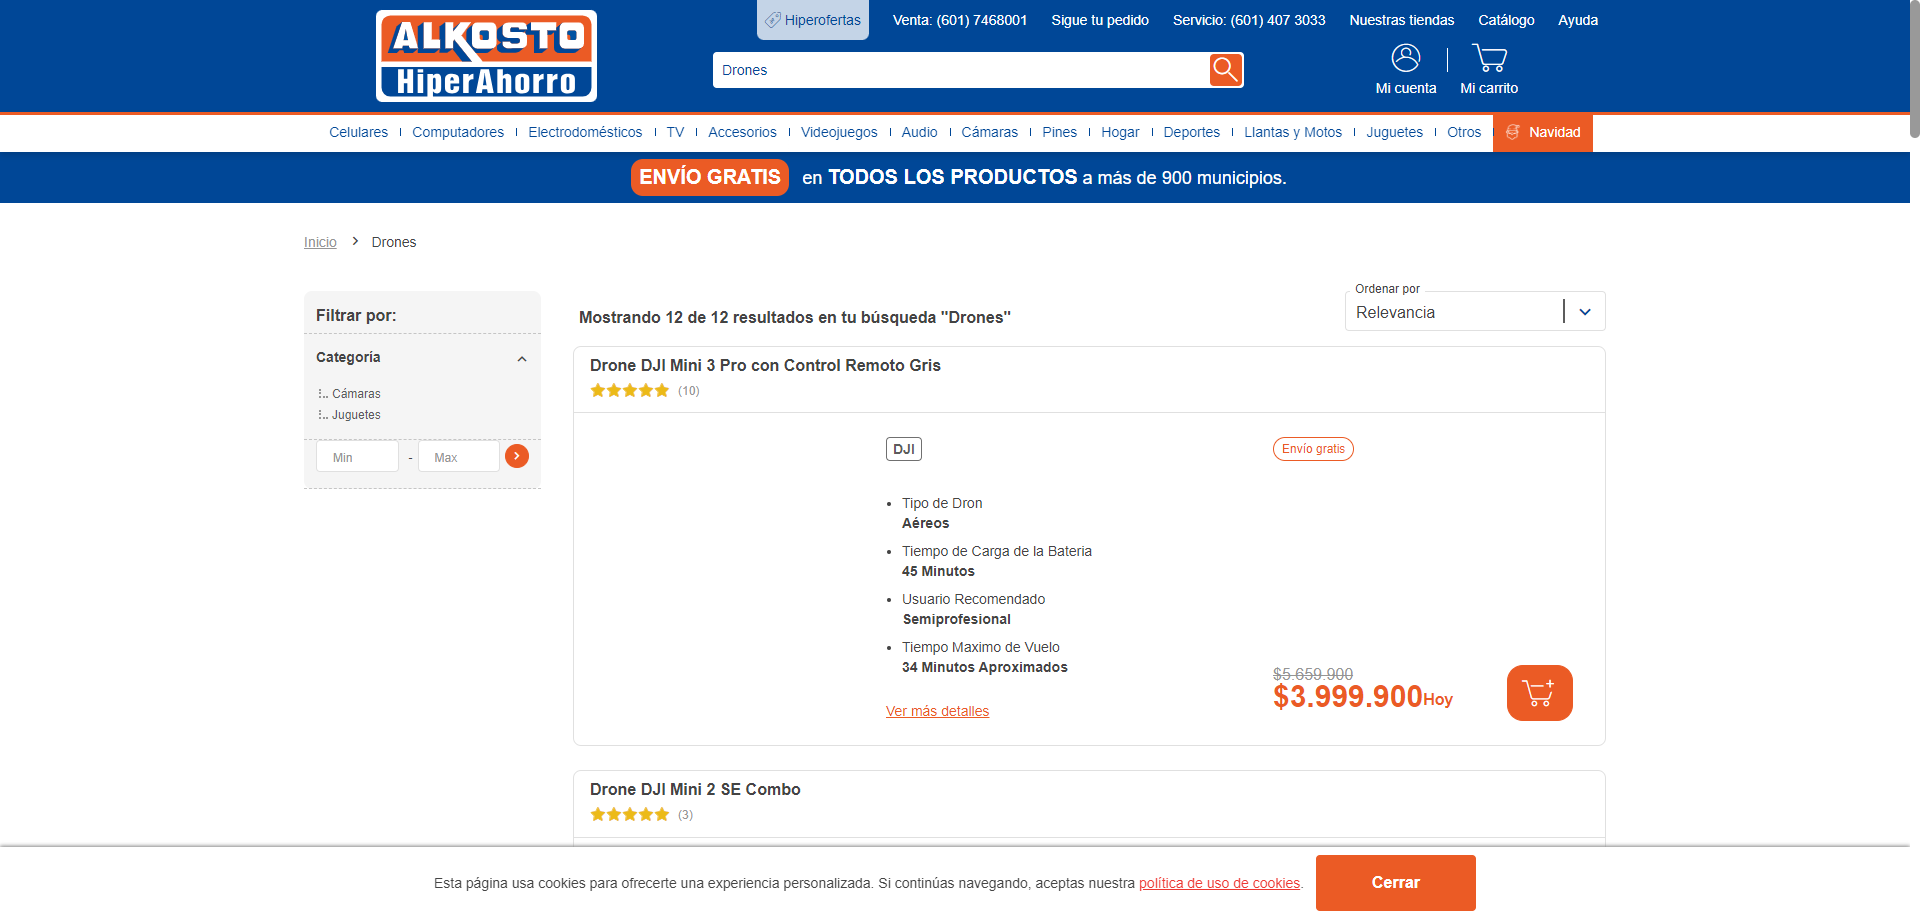 ALKOSTO
HiperAhorro
Hiperofertas
Venta: (601) 7468001
Sigue tu pedido
Servicio: (601) 407 3033
Nuestras tiendas
Catálogo
Ayuda
Drones
Mi cuenta
Mi carrito
Celulares
Computadores
Electrodomésticos
TV
Accesorios
Videojuegos
Audio
Cámaras
Pines
Hogar
Deportes
Llantas y Motos
Juguetes
Otros
Navidad
ENVÍO GRATIS en TODOS LOS PRODUCTOS a más de 900 municipios.
Inicio > Drones
Filtrar por:
Categoría
Cámaras
Juguetes
Min - Max
Mostrando 12 de 12 resultados en tu búsqueda "Drones"
Ordenar por
Relevancia
Drone DJI Mini 3 Pro con Control Remoto Gris
(10)
DJI
Envío gratis
• Tipo de Dron
Aéreos
• Tiempo de Carga de la Bateria
45 Minutos
• Usuario Recomendado
Semiprofesional
• Tiempo Maximo de Vuelo
34 Minutos Aproximados
Ver más detalles
$5.659.900
$3.999.900Hoy
Drone DJI Mini 2 SE Combo
(3)
Esta página usa cookies para ofrecerte una experiencia personalizada. Si continúas navegando, aceptas nuestra política de uso de cookies.
Cerrar